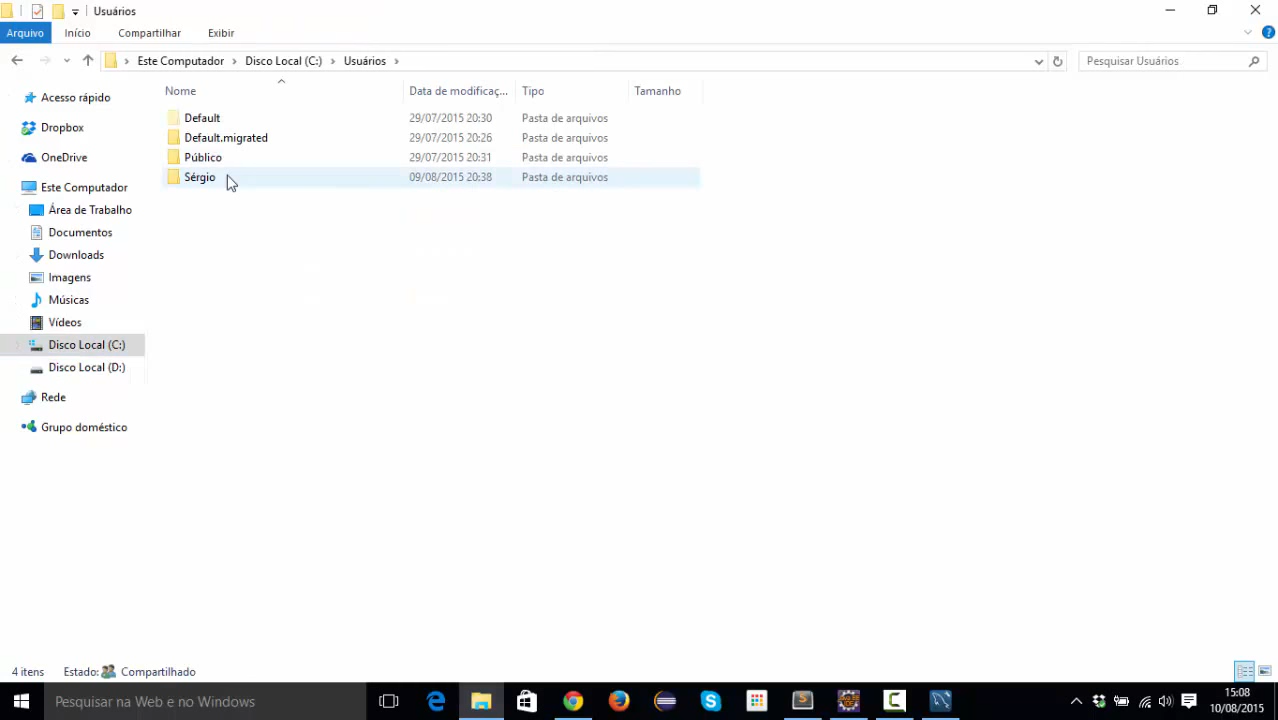 Usuários
Arquivo Início Compartilhar Exibir
Este Computador Disco Local (C:) Usuários Pesquisar Usuários
Nome Data de modificaç... Tipo Tamanho
Acesso rápido
Dropbox
OneDrive
Este Computador
Área de Trabalho
Documentos
Downloads
Imagens
Músicas
Vídeos
Disco Local (C:)
Disco Local (D:)
Rede
Grupo doméstico
Default 29/07/2015 20:30 Pasta de arquivos
Default.migrated 29/07/2015 20:26 Pasta de arquivos
Público 29/07/2015 20:31 Pasta de arquivos
Sérgio 09/08/2015 20:38 Pasta de arquivos
4 itens Estado: Compartilhado
Pesquisar na Web e no Windows
15:08
10/08/2015